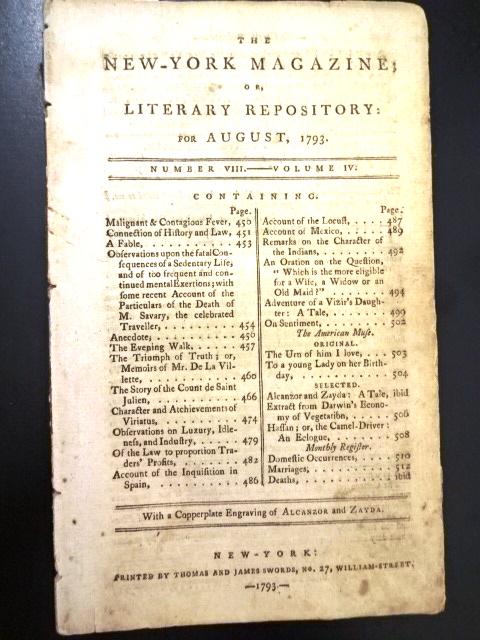 THE
NEW-YORK MAGAZINE;
OR,
LITERARY REPOSITORY:
FOR AUGUST, 1793.
NUMBER VIII.——VOLUME IV.
CONTAINING.
Page.
Malignant & Contagious Fever, 450
Connection of History and Law, 451
A Fable, . . . . . . . . 453
Obſervations upon the fatal Con-
ſequences of a Sedentary Life,
and of too frequent and con-
tinued mental Exertions; with
ſome recent Account of the
Particulars of the Death of
M. Savary, the celebrated
Traveller, . . . . . . . . 454
Anecdote, . . . . . . . . 456
The Evening Walk, . . . . . 457
The Triumph of Truth; or,
Memoirs of Mr. De La Vil-
lette, . . . . . . . . . 460
The Story of the Count de Saint
Julien, . . . . . . . . . 466
Character and Atchievements of
Viriatus, . . . . . . . . 474
Obſervations on Luxury, Idle-
neſs, and Induſtry, . . . . . 479
Of the Law to proportion Tra-
ders' Profits, . . . . . . . 482
Account of the Inquiſition in
Spain, . . . . . . . . . 486
Page.
Account of the Locuſt, . . . . 487
Account of Mexico, . . . . . 489
Remarks on the Character of
the Indians, . . . . . . . 492
An Oration on the Queſtion,
"Which is the more eligible
for a Wife, a Widow or an
Old Maid?" . . . . . . . 494
Adventure of a Vizir's Daugh-
ter: A Tale, . . . . . . . 499
On Sentiment, . . . . . . . 502
The American Muſe.
ORIGINAL.
The Urn of him I love, . . . 503
To a young Lady on her Birth-
day, . . . . . . . . . 504
SELECTED.
Alcanzor and Zayda: A Tale, ibid
Extract from Darwin's Econo-
my of Vegetation, . . . . . 506
Haſſan; or, the Camel-Driver:
An Eclogue, . . . . . . . 508
Monthly Regiſter.
Domeſtic Occurrences, . . . . 510
Marriages, . . . . . . . . 512
Deaths, . . . . . . . . . ibid
With a Copperplate Engraving of ALCANZOR and ZAYDA.
NEW-YORK:
PRINTED BY THOMAS AND JAMES SWORDS, NO. 27, WILLIAM-STREET.
—1793.—